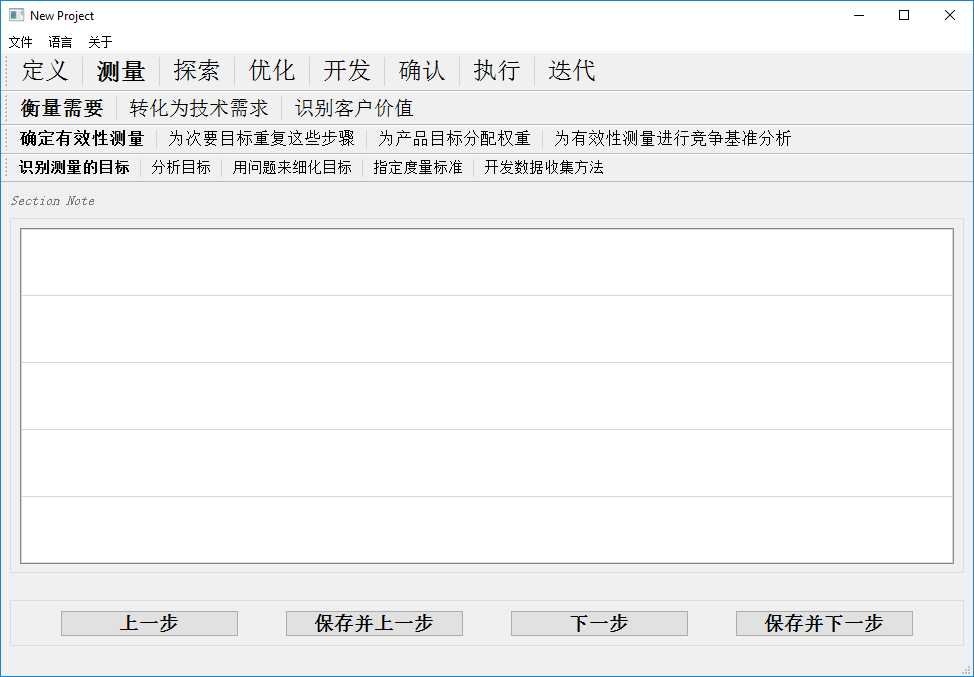 New Project
文件 语言 关于
定义 测量 探索 优化 开发 确认 执行 迭代
衡量需要 转化为技术需求 识别客户价值
确定有效性测量 为次要目标重复这些步骤 为产品目标分配权重 为有效性测量进行竞争基准分析
识别测量的目标 分析目标 用问题来细化目标 指定度量标准 开发数据收集方法
Section Note
上一步 保存并上一步 下一步 保存并下一步